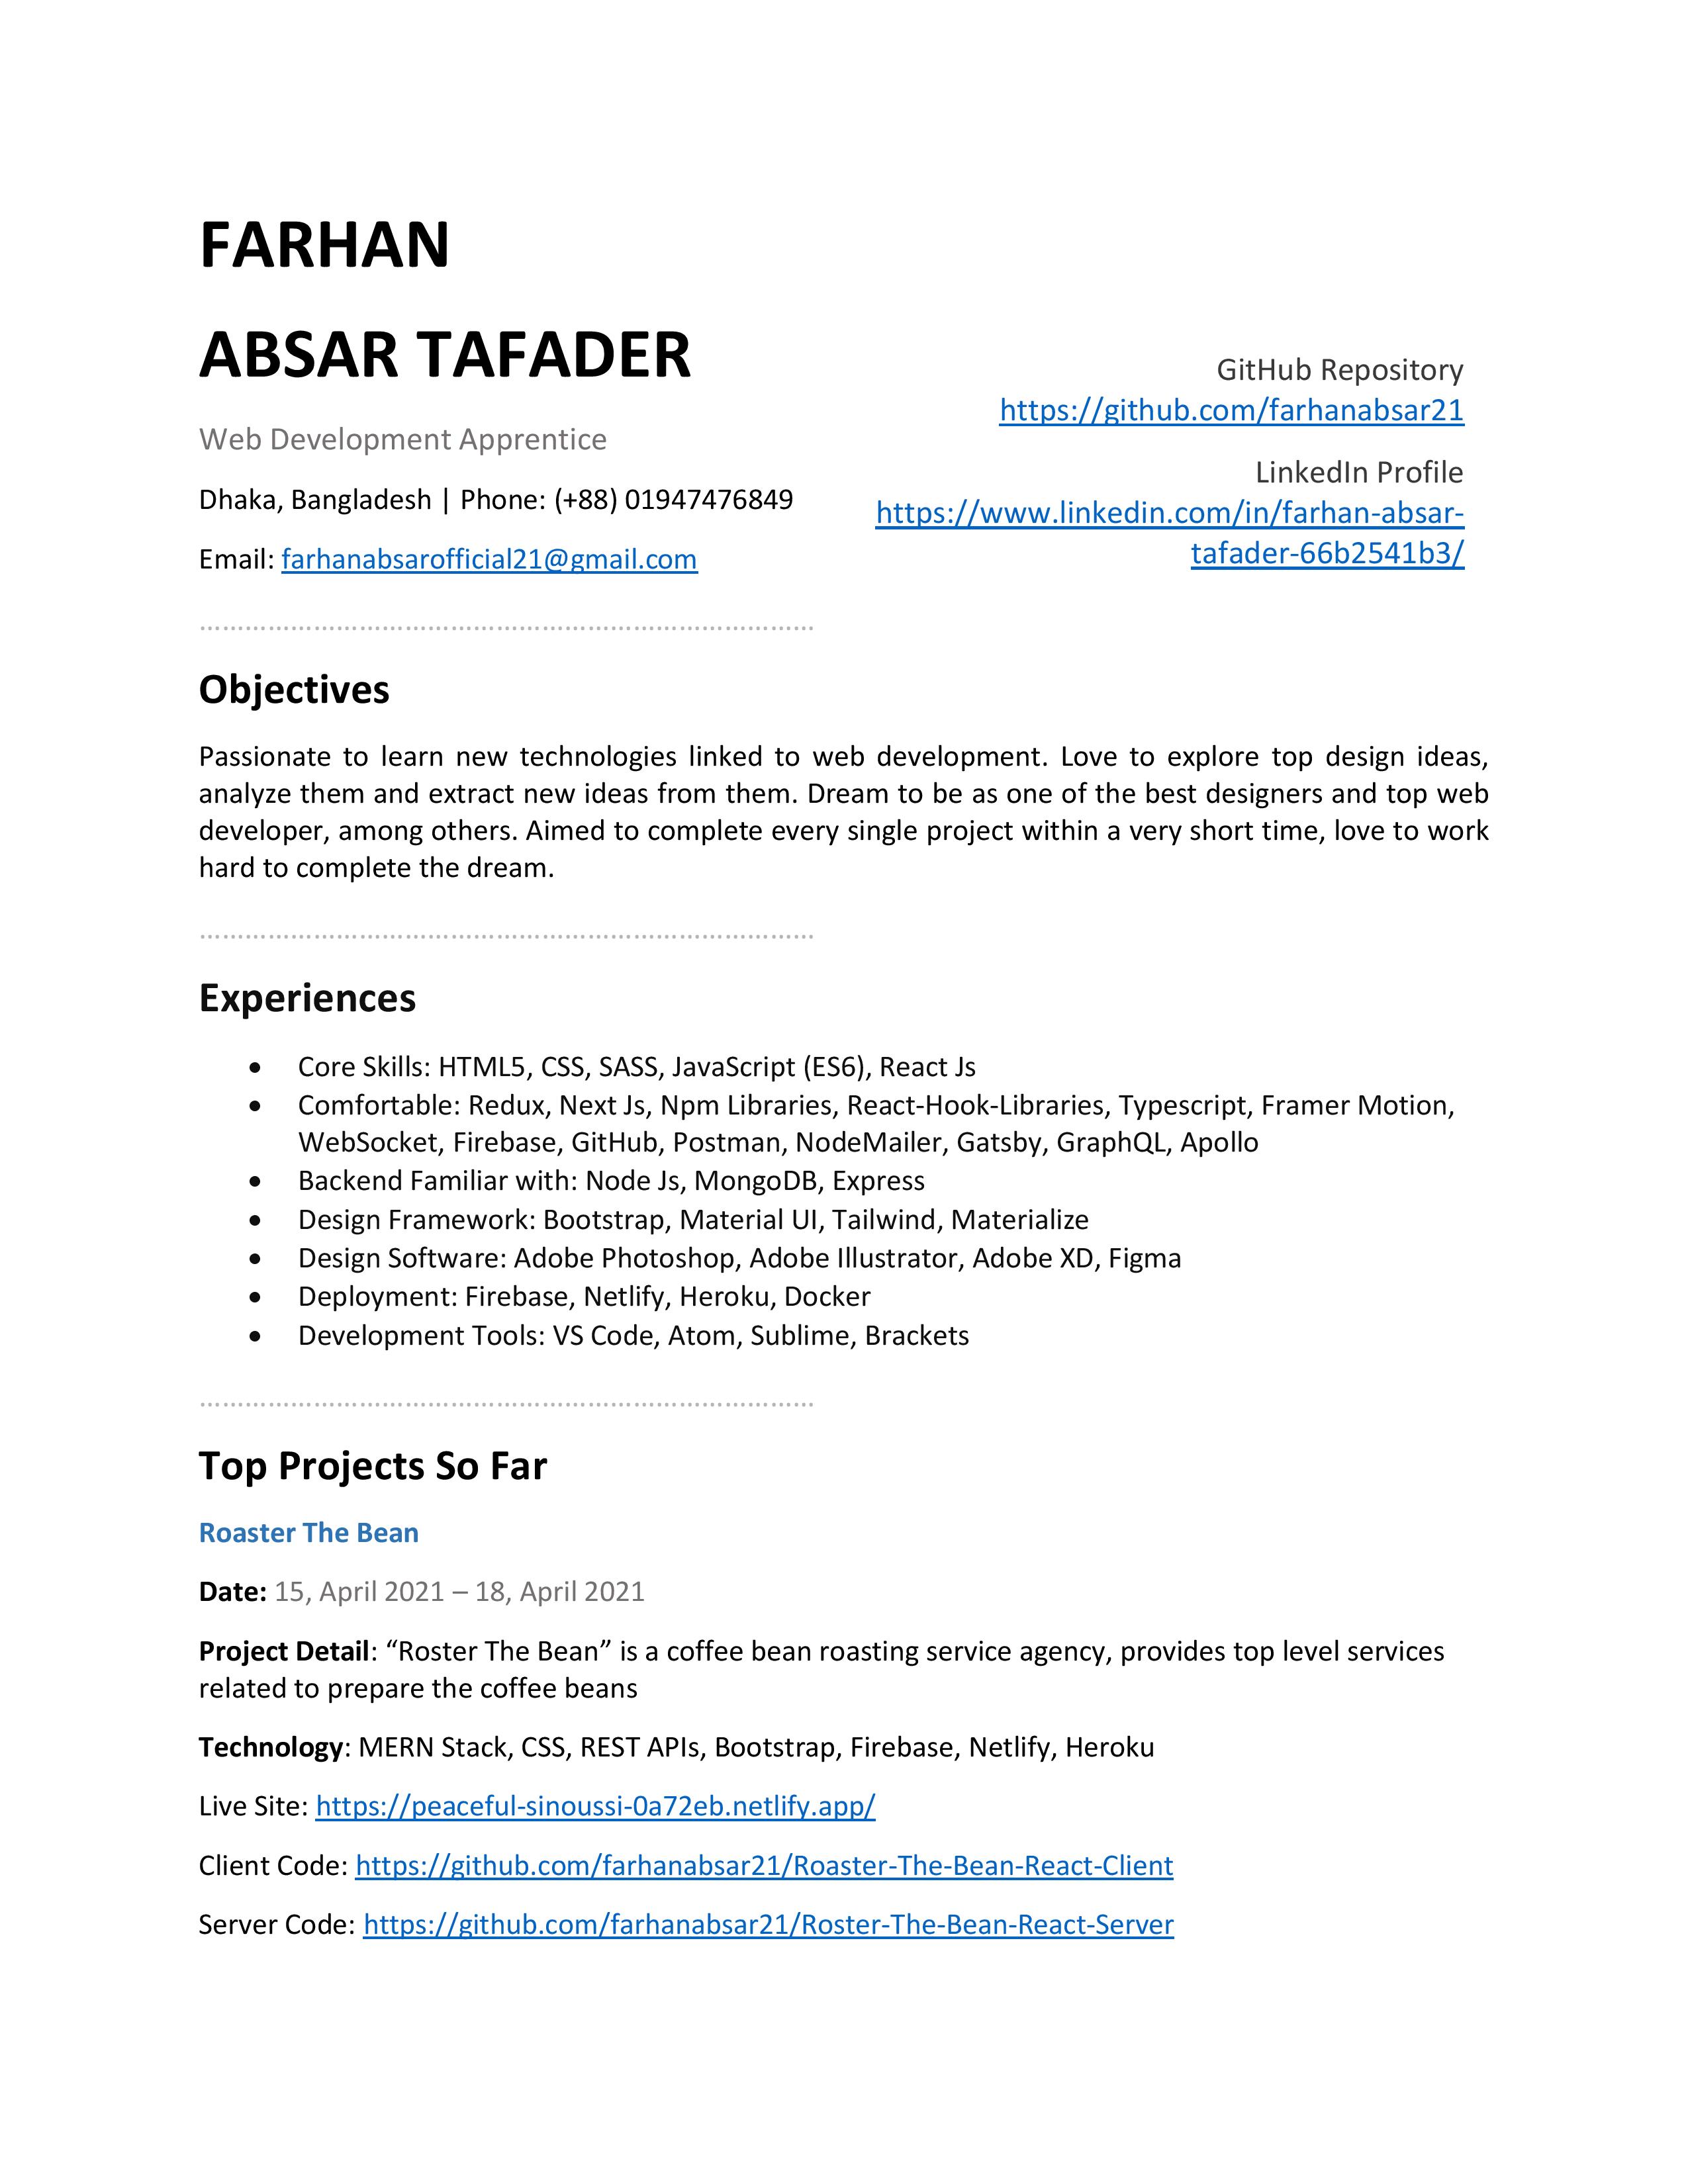 FARHAN
ABSAR TAFADER
Web Development Apprentice
Dhaka, Bangladesh | Phone: (+88) 01947476849
Email: farhanabsarofficial21@gmail.com
GitHub Repository
https://github.com/farhanabsar21
LinkedIn Profile
https://www.linkedin.com/in/farhan-absar-
tafader-66b2541b3/
Objectives
Passionate to learn new technologies linked to web development. Love to explore top design ideas,
analyze them and extract new ideas from them. Dream to be as one of the best designers and top web
developer, among others. Aimed to complete every single project within a very short time, love to work
hard to complete the dream.
Experiences
• Core Skills: HTML5, CSS, SASS, JavaScript (ES6), React Js
• Comfortable: Redux, Next Js, Npm Libraries, React-Hook-Libraries, Typescript, Framer Motion,
WebSocket, Firebase, GitHub, Postman, NodeMailer, Gatsby, GraphQL, Apollo
• Backend Familiar with: Node Js, MongoDB, Express
• Design Framework: Bootstrap, Material UI, Tailwind, Materialize
• Design Software: Adobe Photoshop, Adobe Illustrator, Adobe XD, Figma
• Deployment: Firebase, Netlify, Heroku, Docker
• Development Tools: VS Code, Atom, Sublime, Brackets
Top Projects So Far
Roaster The Bean
Date: 15, April 2021 – 18, April 2021
Project Detail: “Roster The Bean” is a coffee bean roasting service agency, provides top level services
related to prepare the coffee beans
Technology: MERN Stack, CSS, REST APIs, Bootstrap, Firebase, Netlify, Heroku
Live Site: https://peaceful-sinoussi-0a72eb.netlify.app/
Client Code: https://github.com/farhanabsar21/Roaster-The-Bean-React-Client
Server Code: https://github.com/farhanabsar21/Roster-The-Bean-React-Server